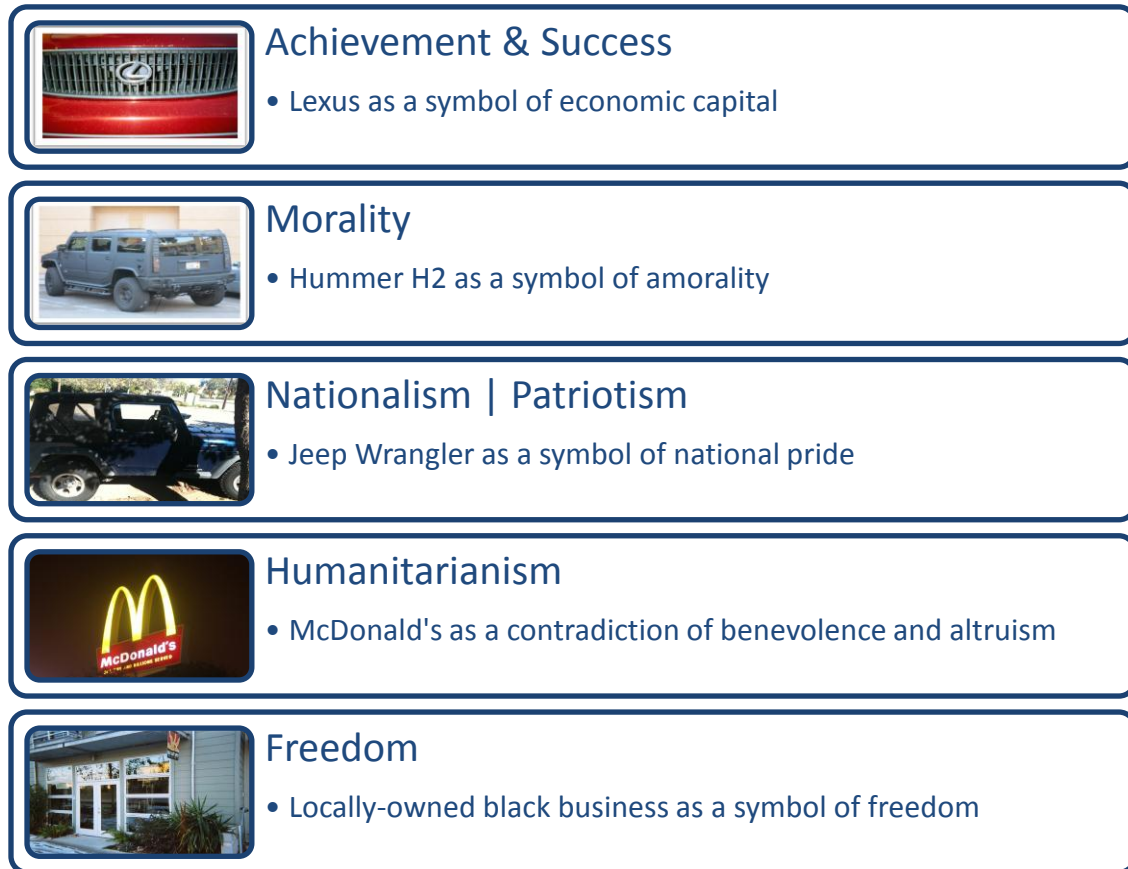 Achievement & Success
• Lexus as a symbol of economic capital
Morality
• Hummer H2 as a symbol of amorality
Nationalism | Patriotism
• Jeep Wrangler as a symbol of national pride
McDonald's
Humanitarianism
• McDonald's as a contradiction of benevolence and altruism
Freedom
• Locally-owned black business as a symbol of freedom